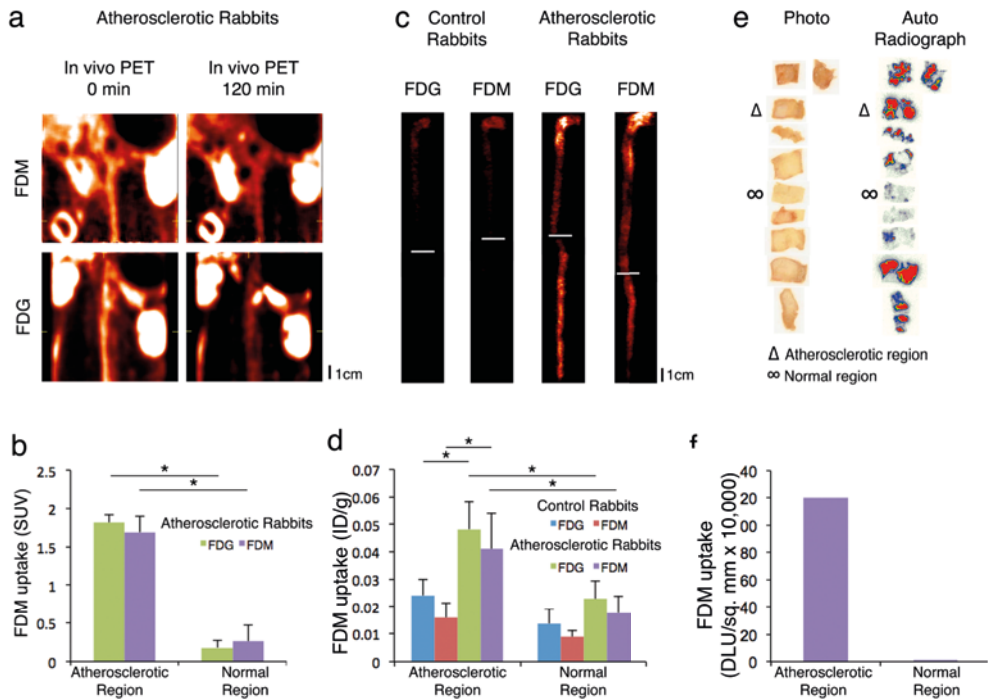 a
Atherosclerotic Rabbits
In vivo PET
0 min
In vivo PET
120 min
FDM
FDG
1cm
c
Control
Rabbits
Atherosclerotic
Rabbits
FDG
FDM
FDG
FDM
1cm
e
Photo
Auto
Radiograph
Δ
Δ
∞
∞
Δ Atherosclerotic region
∞ Normal region
b
FDM uptake (SUV)
2.5
2
1.5
1
0.5
0
*
*
Atherosclerotic Rabbits
FDG FDM
Atherosclerotic
Region
Normal
Region
d
FDM uptake (ID/g)
0.07
0.06
0.05
0.04
0.03
0.02
0.01
0
*
*
*
*
Control Rabbits
FDG FDM
Atherosclerotic Rabbits
FDG FDM
Atherosclerotic
Region
Normal
Region
f
FDM uptake
(DLU/sq. mm x 10,000)
40
20
00
80
60
40
20
0
Atherosclerotic
Region
Normal
Region